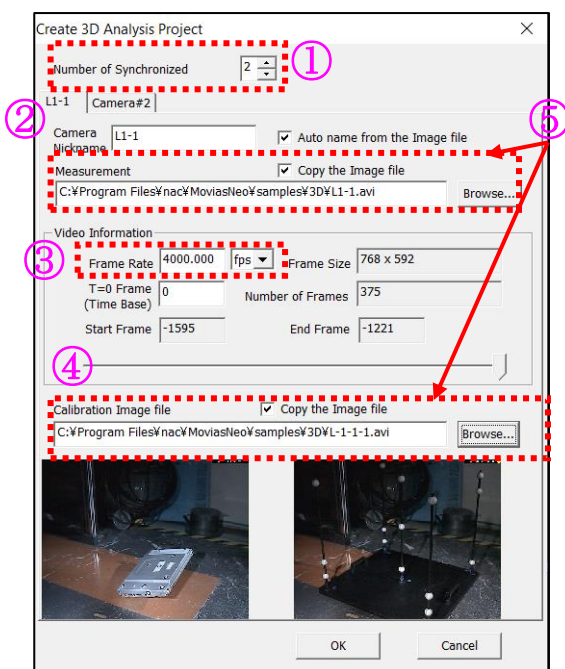 Create 3D Analysis Project
Number of Synchronized 2 ①
② L1-1 Camera#2 ⑤
Camera Nickname L1-1 Auto name from the Image file
Measurement Copy the Image file
C:¥Program Files¥nac¥MoviasNeo¥samples¥3D¥L1-1.avi Browse...
Video Information
③ Frame Rate 4000.000 fps Frame Size 768 x 592
T=0 Frame (Time Base) 0 Number of Frames 375
Start Frame -1595 End Frame -1221
④
Calibration Image file Copy the Image file
C:¥Program Files¥nac¥MoviasNeo¥samples¥3D¥L-1-1-1.avi Browse...
OK Cancel